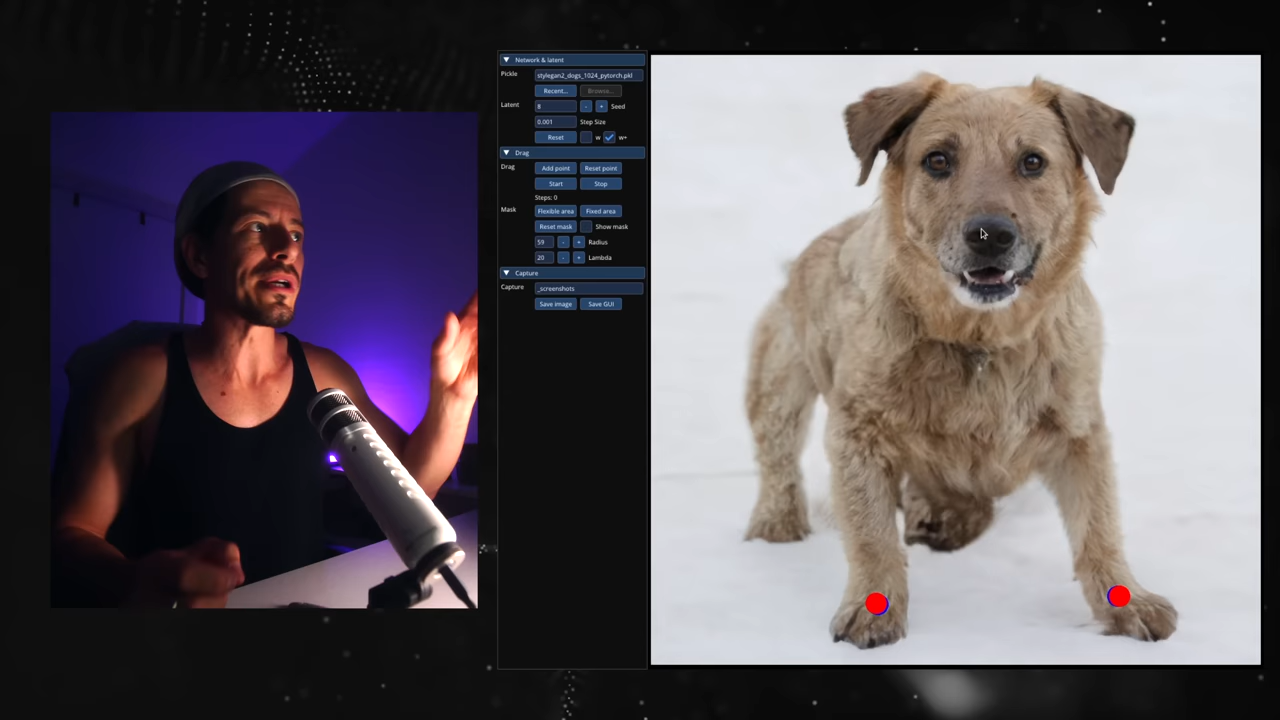 Network & latent
Pickle stylegan2_dogs_1024_pytorch.pkl
Recent... Browse...
Latent 8 - + Seed
0.001 Step Size
Reset w w+
Drag
Drag Add point Reset point
Start Stop
Steps: 0
Mask Flexible area Fixed area
Reset mask Show mask
59 - + Radius
20 - + Lambda
Capture
Capture _screenshots
Save image Save GUI